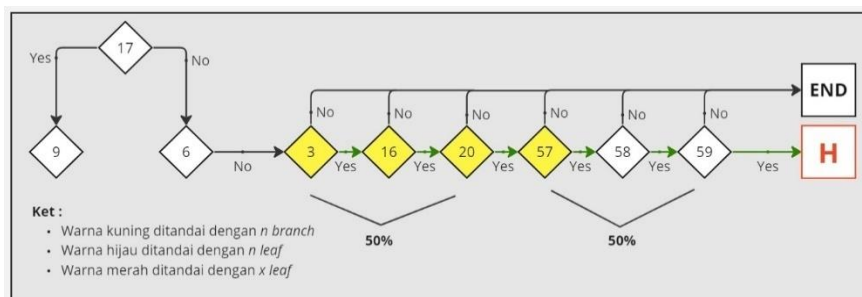 17
Yes
No
END
No
No
No
No
No
No
9
6
3
16
20
57
58
59
H
No
Yes
Yes
Yes
Yes
Yes
Yes
Ket :
• Warna kuning ditandai dengan n branch
• Warna hijau ditandai dengan n leaf
• Warna merah ditandai dengan x leaf
50%
50%